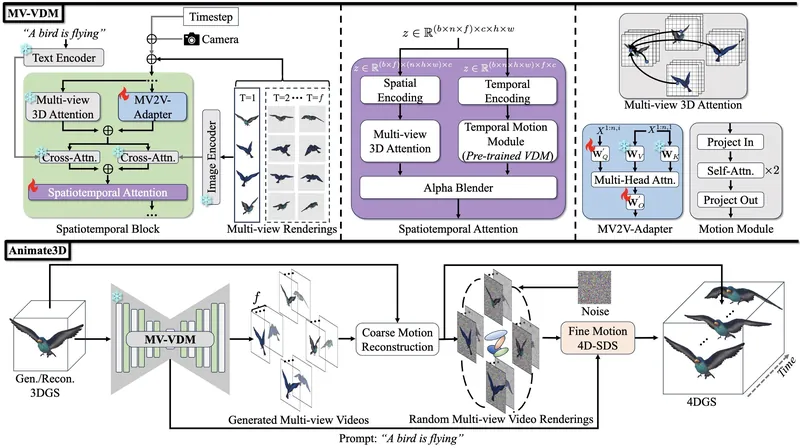 MV-VDM
“A bird is flying”
Text Encoder
Timestep
Camera
Multi-view
3D Attention
MV2V-
Adapter
Cross-Attn.
Cross-Attn.
Spatiotemporal Attention
Spatiotemporal Block
Image Encoder
T=1
T=2 ··· T=f
Multi-view Renderings
z ∈ ℝ^{(b×n×f)×c×h×w}
z ∈ ℝ^{(b×f)×(n×h×w)×c}
z ∈ ℝ^{(b×n×h×w)×f×c}
Spatial
Encoding
Temporal
Encoding
Multi-view
3D Attention
Temporal Motion
Module
(Pre-trained VDM)
Alpha Blender
Spatiotemporal Attention
Multi-view 3D Attention
X^{1:n,i}
X^{1:n,1}
W'_Q
W_V
W_K
Multi-Head Attn.
W'_O
MV2V-Adapter
Project In
Self-Attn.
×2
Project Out
Motion Module
Animate3D
Gen./Recon.
3DGS
MV-VDM
f
Generated Multi-view Videos
Coarse Motion
Reconstruction
Random Multi-view Video Renderings
Noise
Fine Motion
4D-SDS
4DGS
Time
Prompt: “A bird is flying”